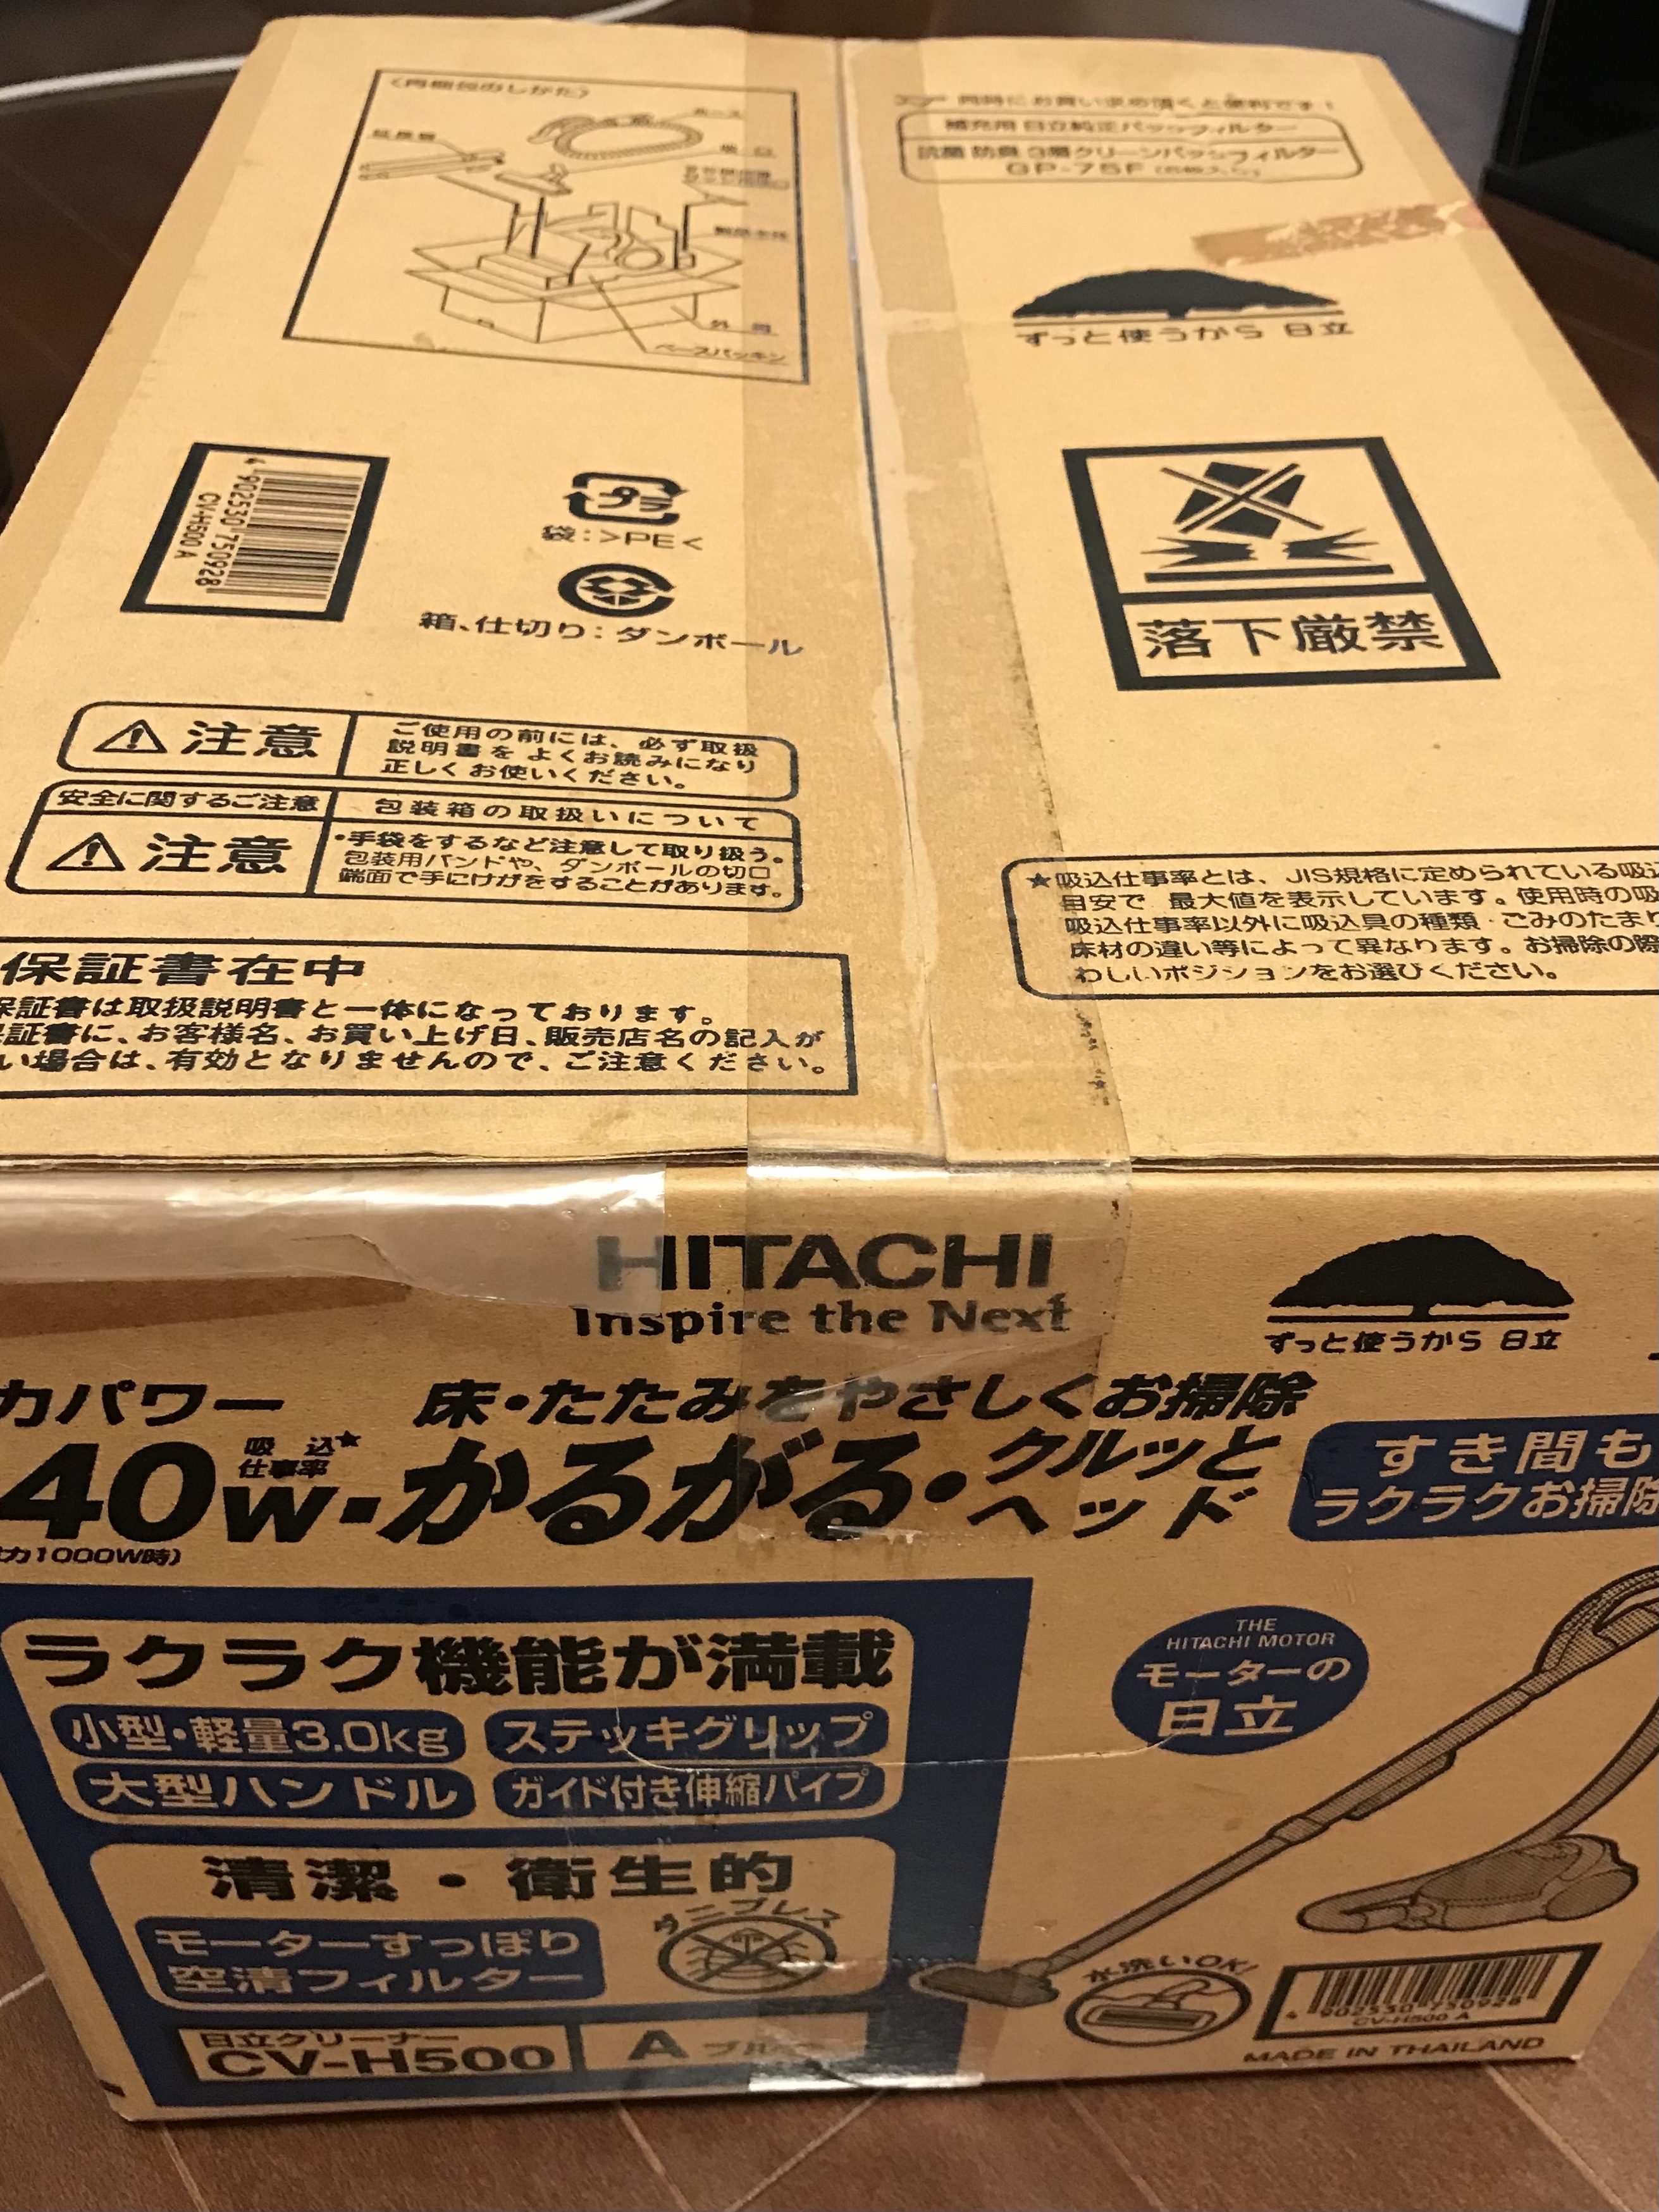 〈再梱包のしかた〉
ホース
延長管
吸口
製品本体
外箱
ベースパッキン
同時にお買い求め頂くと便利です!
補充用 日立純正パックフィルター
抗菌 防臭 3層クリーンパックフィルター
GP-75F (5枚入り)
ずっと使うから 日立
4 902530 750928
CV-H500 A
プラ
袋:>PE<
箱、仕切り:ダンボール
落下厳禁
注意
ご使用の前には、必ず取扱
説明書を よくお読みになり
正しくお使いください。
安全に関するご注意
包装箱の取扱いについて
注意
・手袋をするなど注意して取り扱う。
包装用バンドや、ダンボールの切口
端面で手にけがをすることがあります。
★吸込仕事率とは、JIS規格に定められている吸込
目安で 最大値を表示しています。使用時の吸
吸込仕事率以外に吸込具の種類・ごみのたまり
床材の違い等によって異なります。お掃除の際
わしいポジションをお選びください。
保証書在中
保証書は取扱説明書と一体になっております。
証書に、お客様名、お買い上げ日、販売店名の記入が
い場合は、有効となりませんので、ご注意ください。
HITACHI
Inspire the Next
ずっと使うから 日立
力パワー
床・たたみをやさしくお掃除
40W・かるがる・クルッと
吸込★
仕事率
ヘッド
力1000W時)
すき間も
ラクラクお掃除
ラクラク機能が満載
小型・軽量3.0kg
ステッキグリップ
大型ハンドル
ガイド付き伸縮パイプ
THE
HITACHI MOTOR
モーターの
日立
清潔・衛生的
モーターすっぽり
空清フィルター
ダニブレー
水洗いOK!
日立クリーナー
CV-H500
A
4 902530 750928
CV-H500 A
MADE IN THAILAND